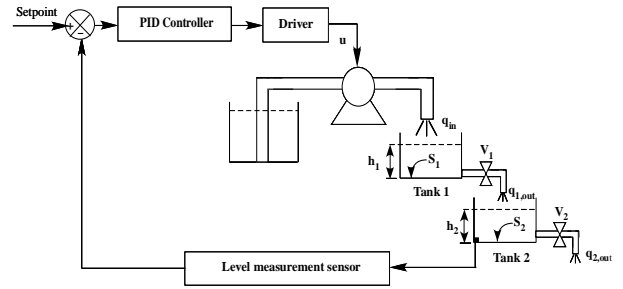 Setpoint
+
−
PID Controller
Driver
u
q_in
h_1
S_1
V_1
Tank 1
q_1,out
h_2
S_2
V_2
Tank 2
q_2,out
Level measurement sensor